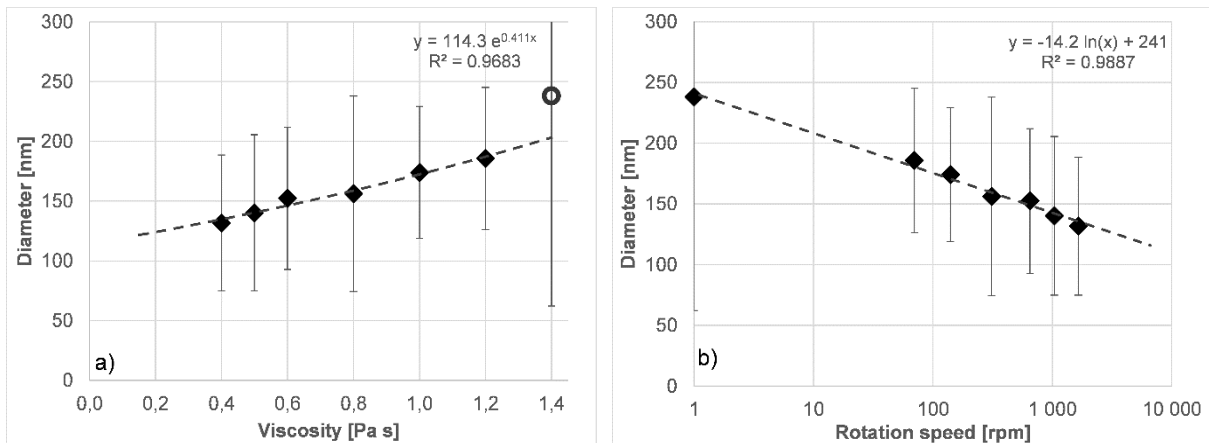 300
250
200
150
100
50
0
Diameter [nm]
y = 114.3 e0.411x
R² = 0.9683
a)
0,0 0,2 0,4 0,6 0,8 1,0 1,2 1,4
Viscosity [Pa s]
300
250
200
150
100
50
0
Diameter [nm]
y = -14.2 ln(x) + 241
R² = 0.9887
b)
1 10 100 1 000 10 000
Rotation speed [rpm]